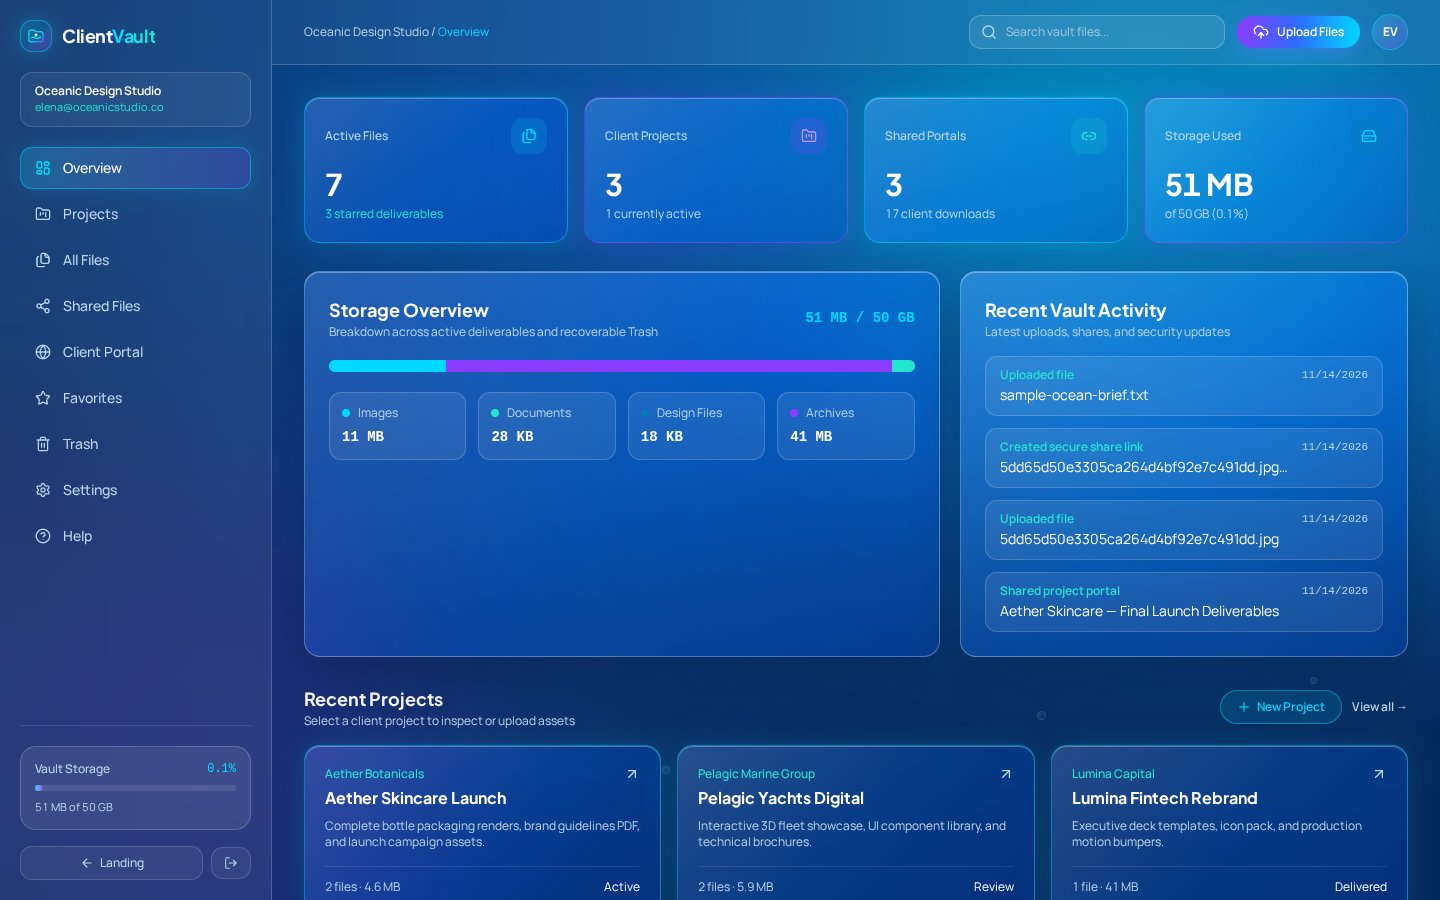 ClientVault
Oceanic Design Studio
elena@oceanicstudio.co
Overview
Projects
All Files
Shared Files
Client Portal
Favorites
Trash
Settings
Help
Vault Storage 0.1%
51 MB of 50 GB
← Landing
Oceanic Design Studio / Overview
Search vault files...
Upload Files
EV
Active Files
7
3 starred deliverables
Client Projects
3
1 currently active
Shared Portals
3
17 client downloads
Storage Used
51 MB
of 50 GB (0.1%)
Storage Overview
Breakdown across active deliverables and recoverable Trash
51 MB / 50 GB
Images
11 MB
Documents
28 KB
Design Files
18 KB
Archives
41 MB
Recent Vault Activity
Latest uploads, shares, and security updates
Uploaded file 11/14/2026
sample-ocean-brief.txt
Created secure share link 11/14/2026
5dd65d50e3305ca264d4bf92e7c491dd.jpg...
Uploaded file 11/14/2026
5dd65d50e3305ca264d4bf92e7c491dd.jpg
Shared project portal 11/14/2026
Aether Skincare — Final Launch Deliverables
Recent Projects
Select a client project to inspect or upload assets
New Project
View all →
Aether Botanicals
Aether Skincare Launch
Complete bottle packaging renders, brand guidelines PDF,
and launch campaign assets.
2 files · 4.6 MB Active
Pelagic Marine Group
Pelagic Yachts Digital
Interactive 3D fleet showcase, UI component library, and
technical brochures.
2 files · 5.9 MB Review
Lumina Capital
Lumina Fintech Rebrand
Executive deck templates, icon pack, and production
motion bumpers.
1 file · 41 MB Delivered